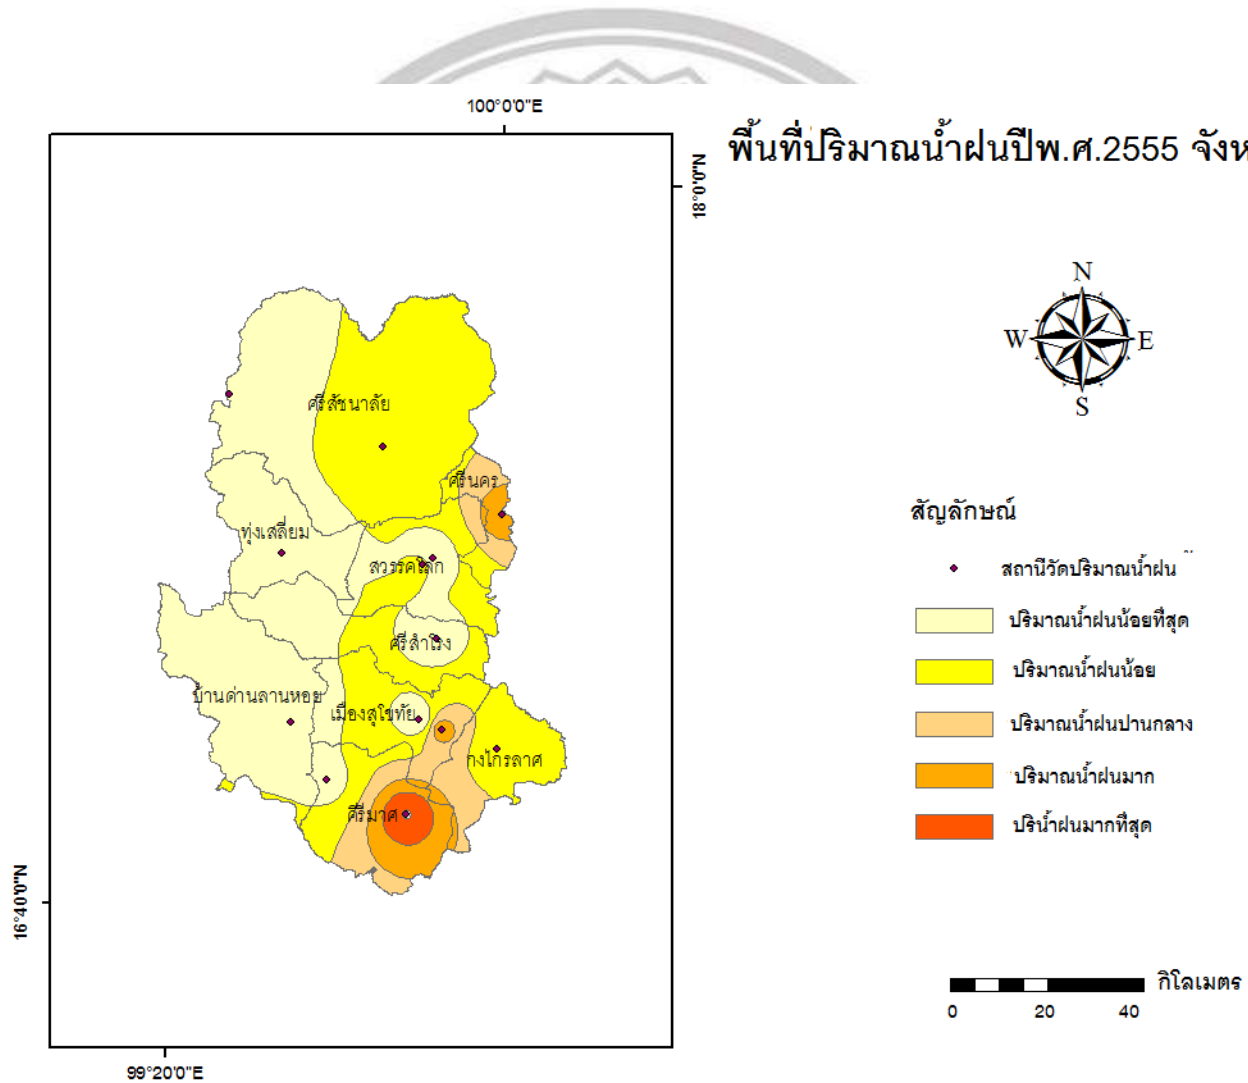 100°0'0"E
พื้นที่ปริมาณน้ำฝนปีพ.ศ.2555 จังห
18°0'0"N
N
W
E
S
ศรีสัชนาลัย
ศรีนคร
สัญลักษณ์
ทุ่งเสลี่ยม
สวรรคโลก
สถานีวัดปริมาณน้ำฝน
ปริมาณน้ำฝนน้อยที่สุด
ศรีสำโรง
ปริมาณน้ำฝนน้อย
บ้านด่านลานหอย
เมืองสุโขทัย
ปริมาณน้ำฝนปานกลาง
กงไกรลาศ
ปริมาณน้ำฝนมาก
คีรีมาศ
ปริน้ำฝนมากที่สุด
16°40'0"N
กิโลเมตร
0 20 40
99°20'0"E